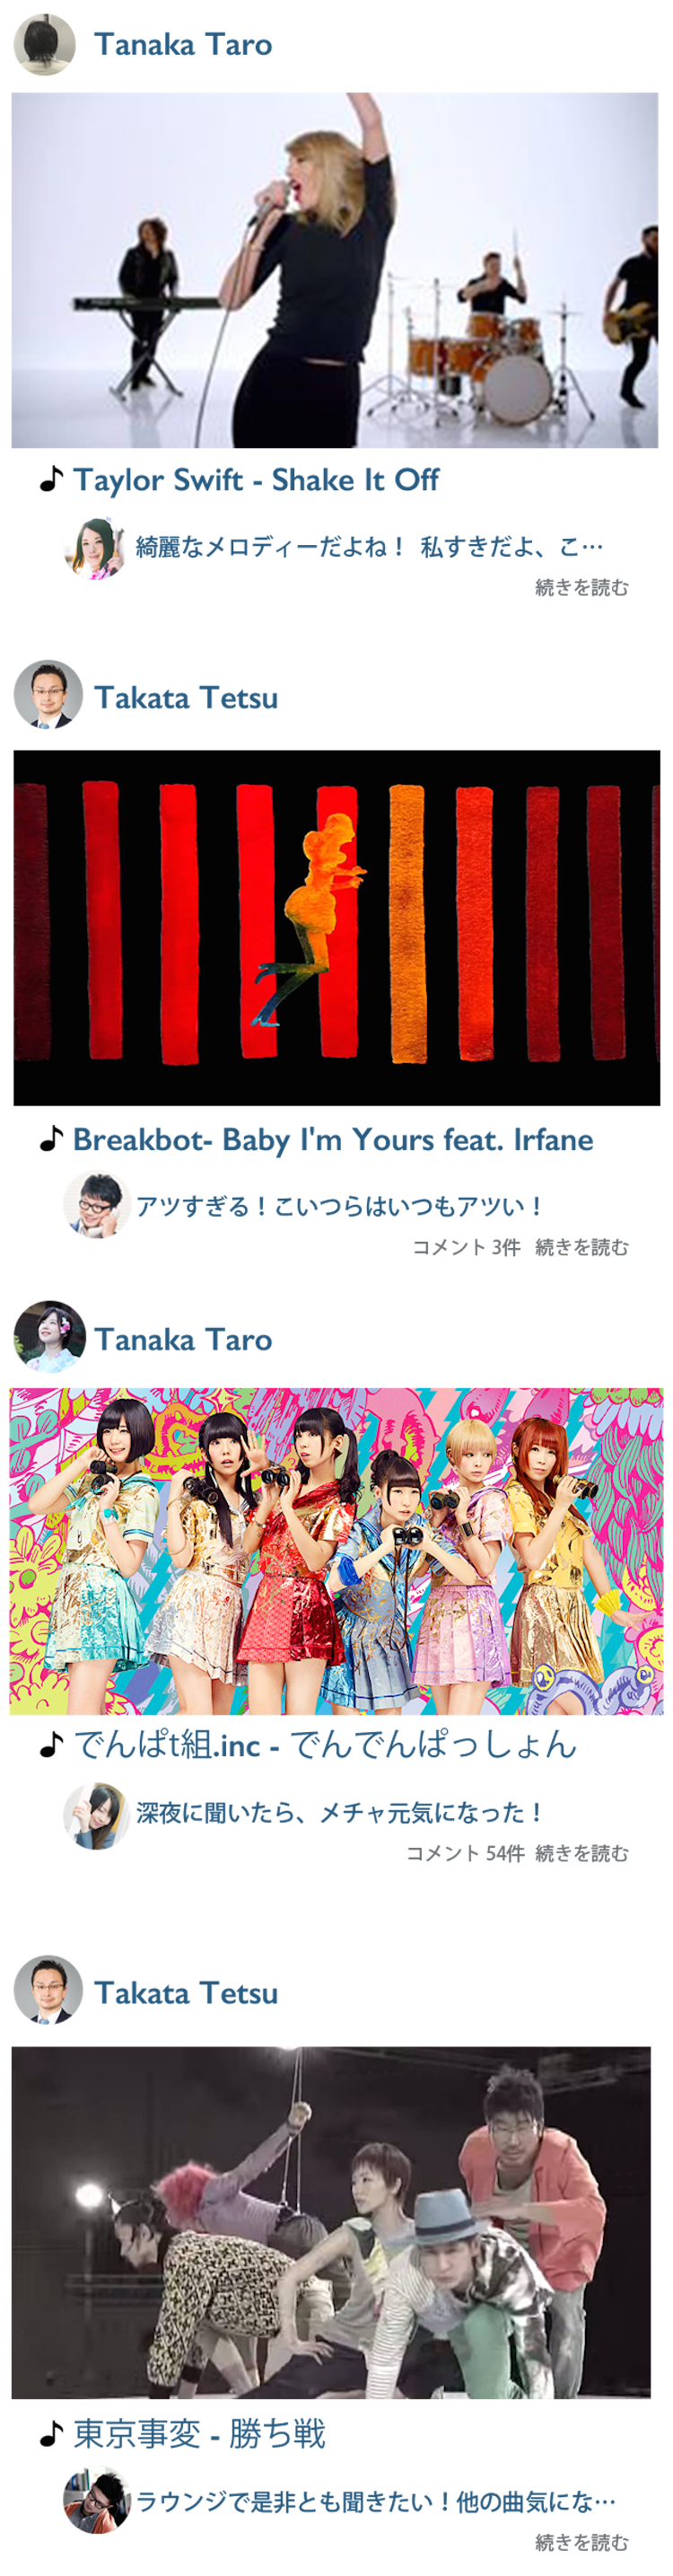 Tanaka Taro
♪ Taylor Swift - Shake It Off
綺麗なメロディーだよね！ 私すきだよ、こ…
続きを読む
Takata Tetsu
♪ Breakbot- Baby I'm Yours feat. Irfane
アツすぎる！こいつらはいつもアツい！
コメント 3件 続きを読む
Tanaka Taro
♪ でんぱt組.inc - でんでんぱっしょん
深夜に聞いたら、メチャ元気になった！
コメント 54件 続きを読む
Takata Tetsu
♪ 東京事変 - 勝ち戦
ラウンジで是非とも聞きたい！他の曲気にな…
続きを読む